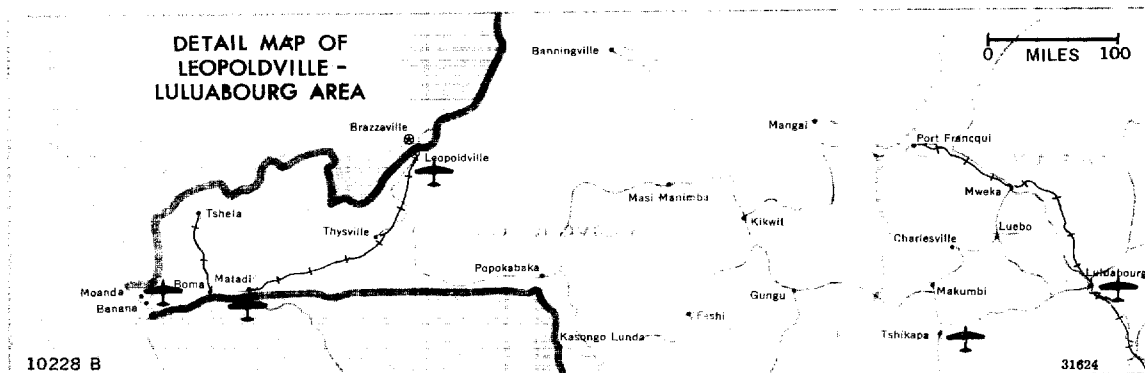 DETAIL MAP OF
LEOPOLDVILLE -
LULUABOURG AREA
Banningville
0 MILES 100
Brazzaville
Leopoldville
Mangai
Port Francqui
Masi Manimba
Mweka
Tshela
Thysville
Kikwit
Luebo
Charlesville
Popokabaka
Moanda
Boma
Matadi
Luluabourg
Banana
Gungu
Makumbi
Feshi
Kasongo Lunda
Tshikapa
10228 B
31624